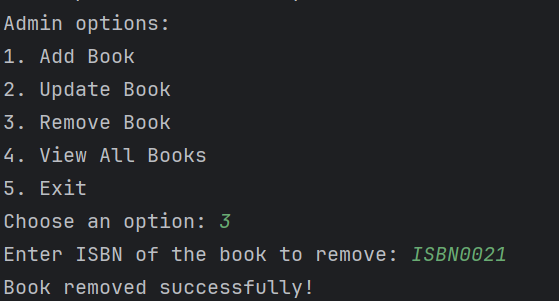 Admin options:
1. Add Book
2. Update Book
3. Remove Book
4. View All Books
5. Exit
Choose an option: 3
Enter ISBN of the book to remove: ISBN0021
Book removed successfully!